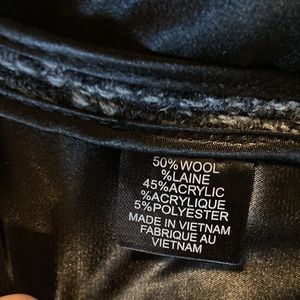 50% WOOL
%LAINE
45% ACRYLIC
%ACRYLIQUE
5% POLYESTER
MADE IN VIETNAM
FABRIQUE AU
VIETNAM